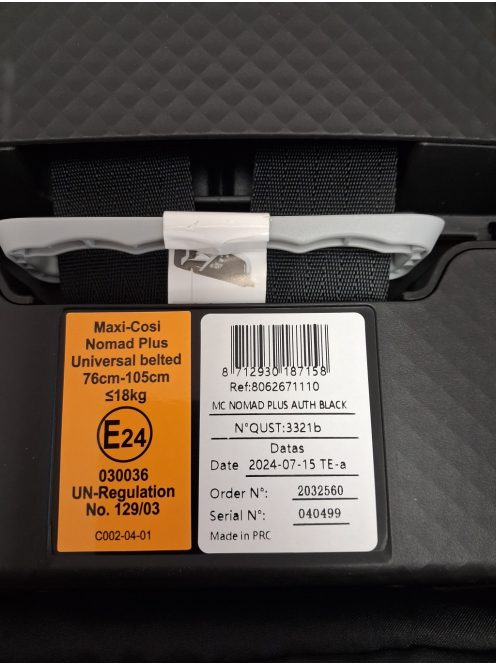 Maxi-Cosi
Nomad Plus
Universal belted
76cm-105cm
≤18kg
E24
030036
UN-Regulation
No. 129/03
C002-04-01
8 712930 187158
Ref:8062671110
MC NOMAD PLUS AUTH BLACK
N°QUST:3321b
Datas
Date 2024-07-15 TE-a
Order N°: 2032560
Serial N°: 040499
Made in PRC